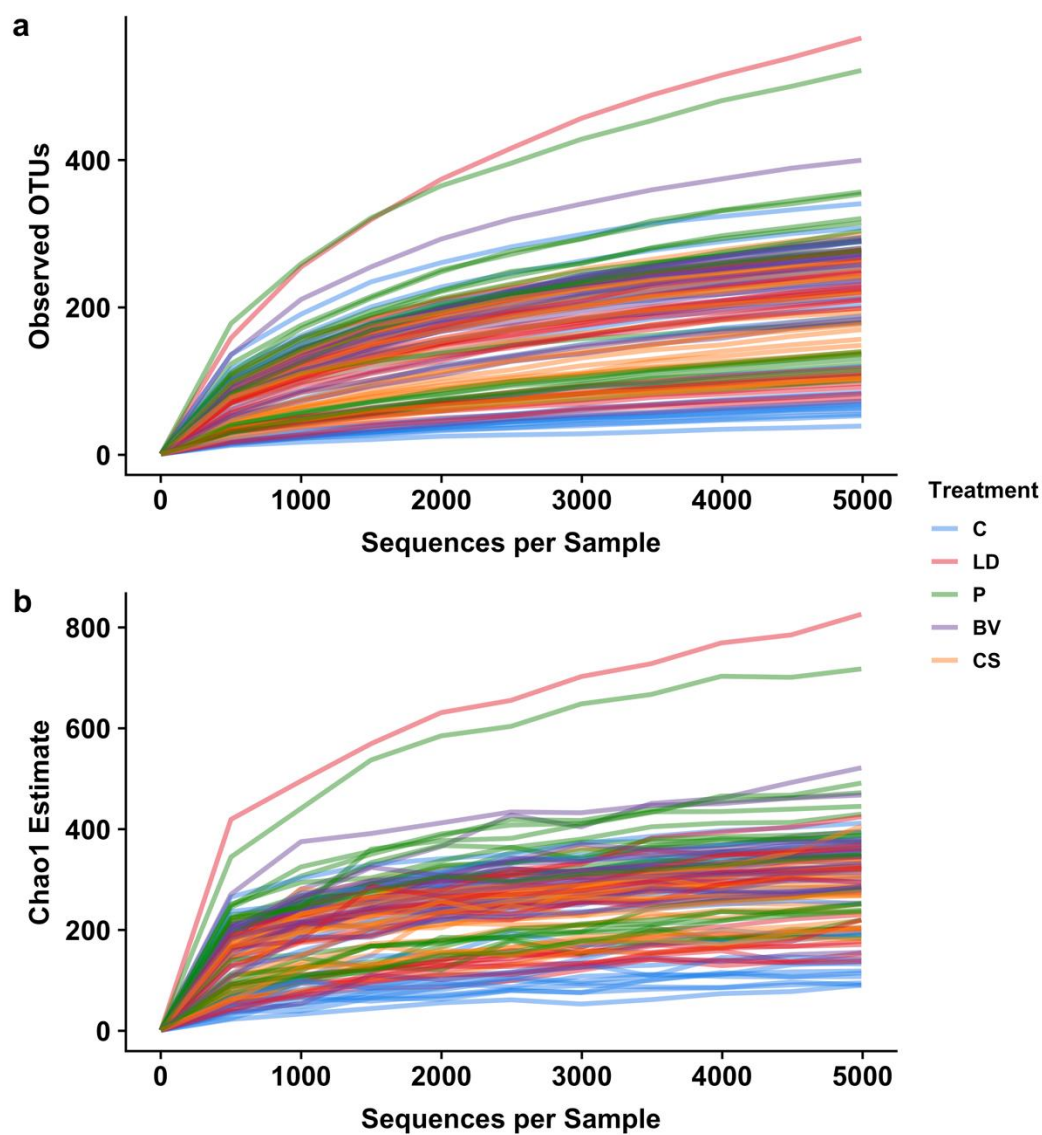 a
Observed OTUs
400
200
0
0 1000 2000 3000 4000 5000
Sequences per Sample
Treatment
C
LD
P
BV
CS
b
Chao1 Estimate
800
600
400
200
0
0 1000 2000 3000 4000 5000
Sequences per Sample